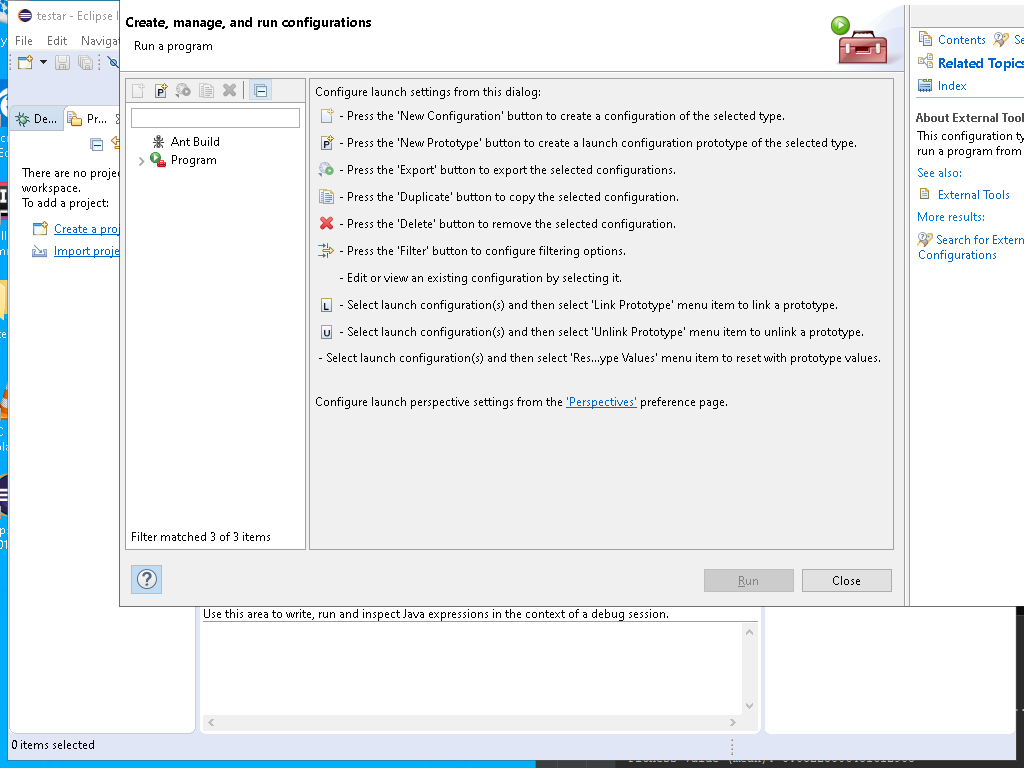 testar - Eclipse I
File Edit Navigat
De...
Pr...
There are no proje
workspace.
To add a project:
Create a proj
Import proje
Create, manage, and run configurations
Run a program
Ant Build
Program
Filter matched 3 of 3 items
Configure launch settings from this dialog:
- Press the 'New Configuration' button to create a configuration of the selected type.
- Press the 'New Prototype' button to create a launch configuration prototype of the selected type.
- Press the 'Export' button to export the selected configurations.
- Press the 'Duplicate' button to copy the selected configuration.
- Press the 'Delete' button to remove the selected configuration.
- Press the 'Filter' button to configure filtering options.
- Edit or view an existing configuration by selecting it.
L - Select launch configuration(s) and then select 'Link Prototype' menu item to link a prototype.
U - Select launch configuration(s) and then select 'Unlink Prototype' menu item to unlink a prototype.
- Select launch configuration(s) and then select 'Res...ype Values' menu item to reset with prototype values.
Configure launch perspective settings from the 'Perspectives' preference page.
Run
Close
Contents Se
Related Topics
Index
About External Tool
This configuration ty
run a program from
See also:
External Tools
More results:
Search for Extern
Configurations
Use this area to write, run and inspect Java expressions in the context of a debug session.
0 items selected